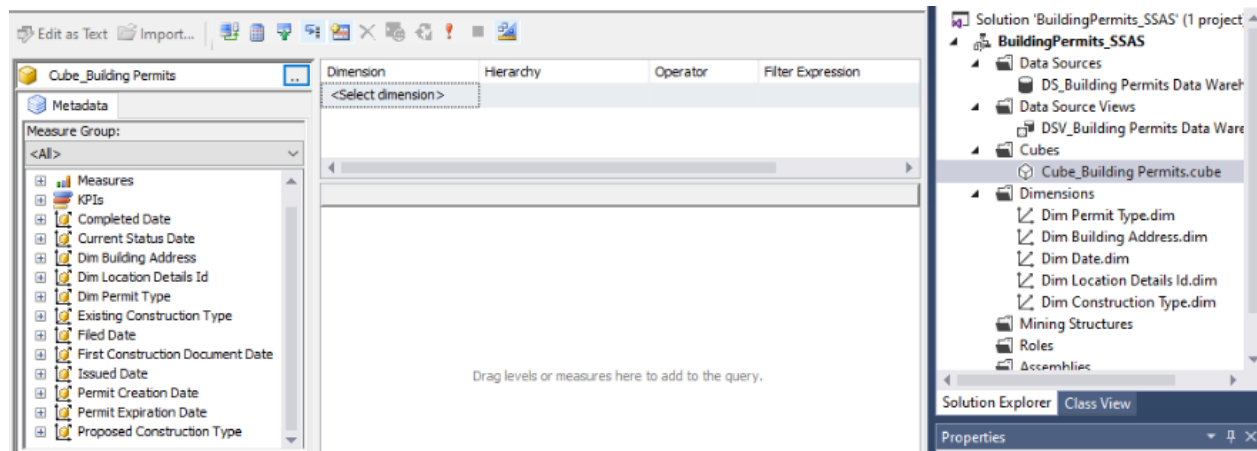 Edit as Text Import...
Cube_Building Permits
..
Metadata
Measure Group:
<All>
Measures
KPIs
Completed Date
Current Status Date
Dim Building Address
Dim Location Details Id
Dim Permit Type
Existing Construction Type
Filed Date
First Construction Document Date
Issued Date
Permit Creation Date
Permit Expiration Date
Proposed Construction Type
Dimension Hierarchy Operator Filter Expression
<Select dimension>
Drag levels or measures here to add to the query.
Solution 'BuildingPermits_SSAS' (1 project
BuildingPermits_SSAS
Data Sources
DS_Building Permits Data Wareh
Data Source Views
DSV_Building Permits Data Ware
Cubes
Cube_Building Permits.cube
Dimensions
Dim Permit Type.dim
Dim Building Address.dim
Dim Date.dim
Dim Location Details Id.dim
Dim Construction Type.dim
Mining Structures
Roles
Assemblies
Solution Explorer Class View
Properties